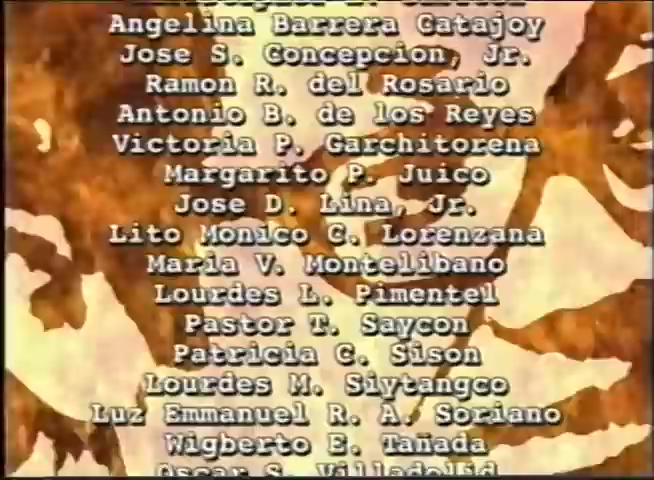 Angelina Barrera Catajoy
Jose S. Concepcion, Jr.
Ramon R. del Rosario
Antonio B. de los Reyes
Victoria P. Garchitorena
Margarito P. Juico
Jose D. Lina, Jr.
Lito Monico C. Lorenzana
Maria V. Montelibano
Lourdes L. Pimentel
Pastor T. Saycon
Patricia C. Sison
Lourdes M. Siytangco
Luz Emmanuel R. A. Soriano
Wigberto E. Tañada
Oscar S. Villadolid